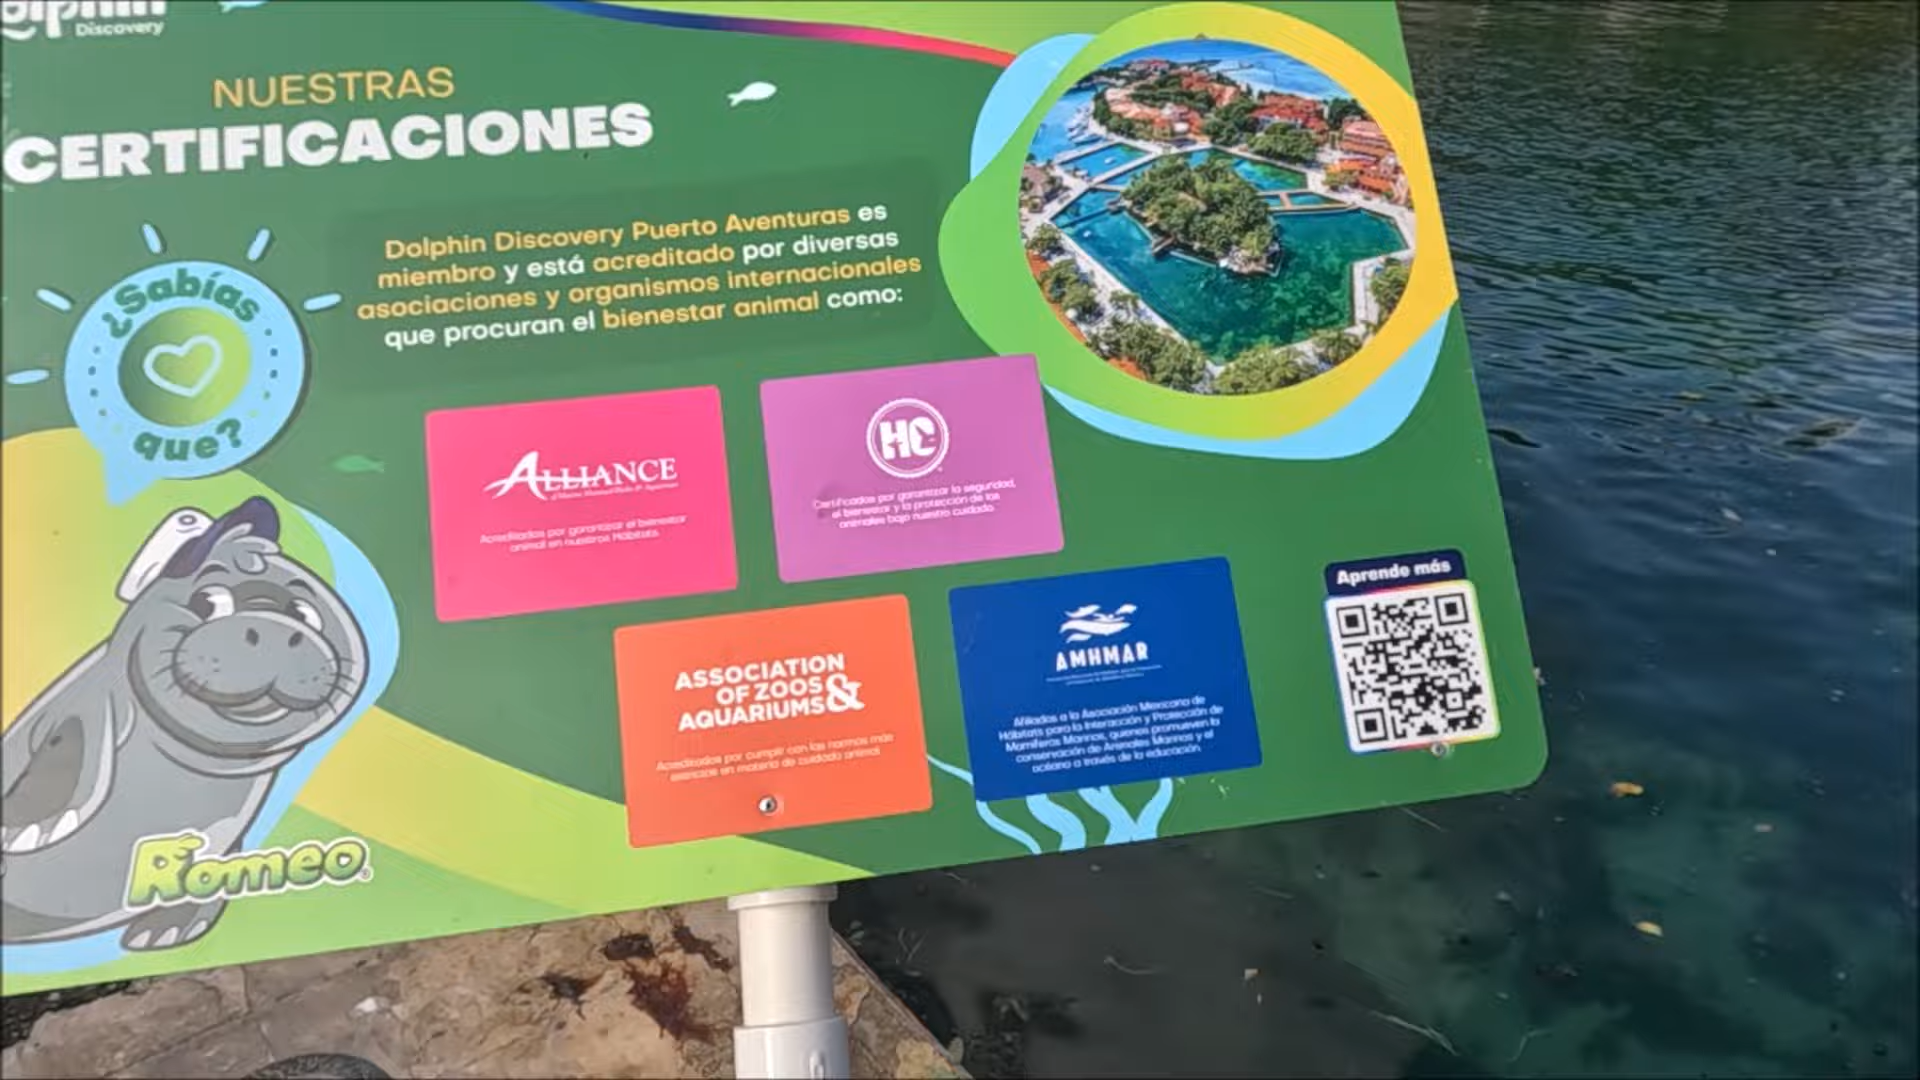 Dolphin
Discovery
NUESTRAS
CERTIFICACIONES
¿Sabías
que?
Dolphin Discovery Puerto Aventuras es
miembro y está acreditado por diversas
asociaciones y organismos internacionales
que procuran el bienestar animal como:
ALLIANCE
of Marine Mammal Parks & Aquariums
Acreditados por garantizar el bienestar
animal en nuestros Hábitats
HC
Certificados por garantizar la seguridad,
el bienestar y la protección de los
animales bajo nuestro cuidado.
ASSOCIATION
OF ZOOS &
AQUARIUMS
Acreditados por cumplir con las normas más
estrictas en materia de cuidado animal
AMHMAR
Afiliados a la Asociación Mexicana de
Hábitats para la Interacción y Protección de
Mamíferos Marinos, quienes promueven la
conservación de Animales Marinos y el
océano a través de la educación
Aprende más
Romeo®